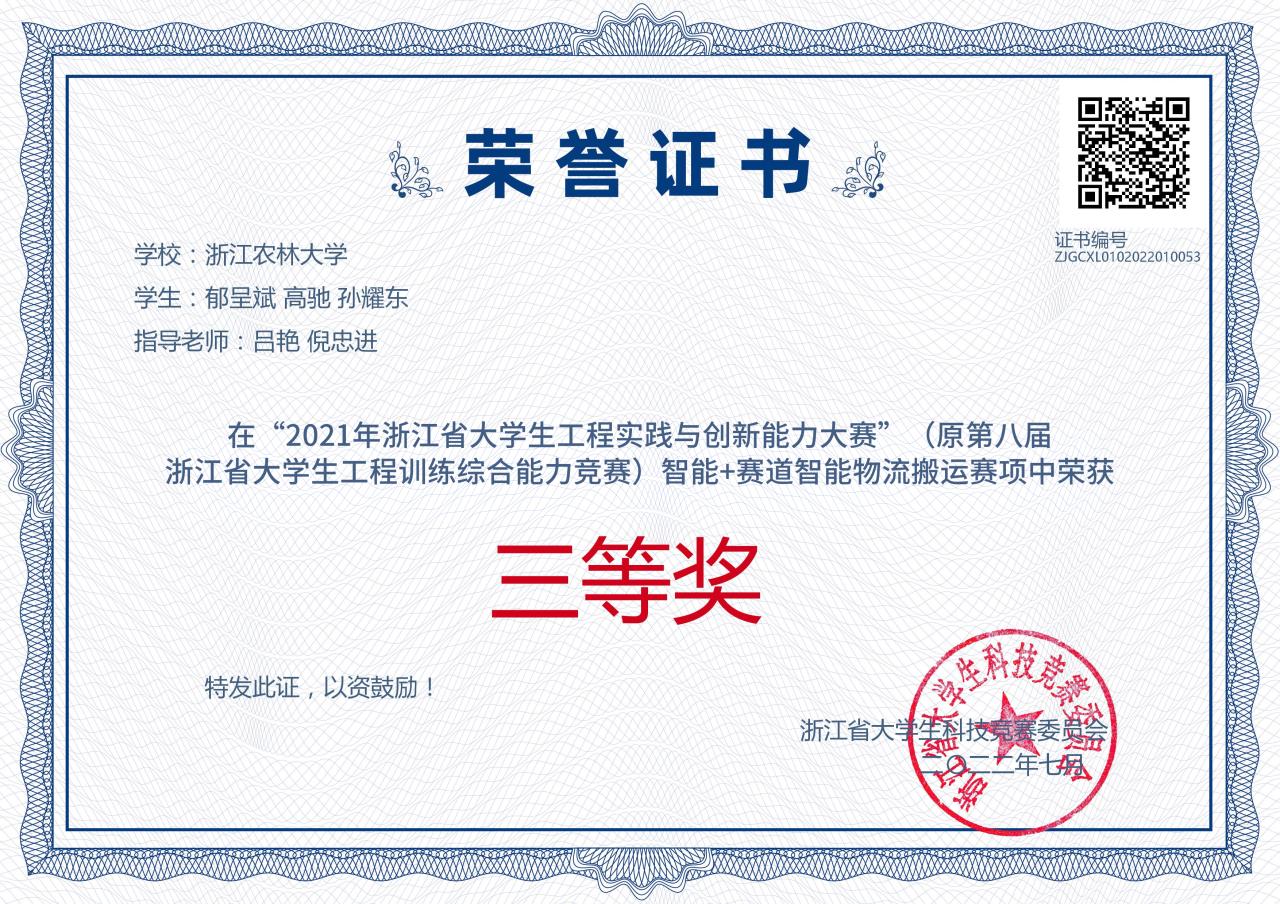 荣誉证书
证书编号
ZJGCXL0102022010053
学校：浙江农林大学
学生：郁呈斌 高驰 孙耀东
指导老师：吕艳 倪忠进
在“2021年浙江省大学生工程实践与创新能力大赛”（原第八届
浙江省大学生工程训练综合能力竞赛）智能+赛道智能物流搬运赛项中荣获
三等奖
特发此证，以资鼓励！
浙江省大学生科技竞赛委员会
二〇二二年七月
浙江省大学生科技竞赛委员会